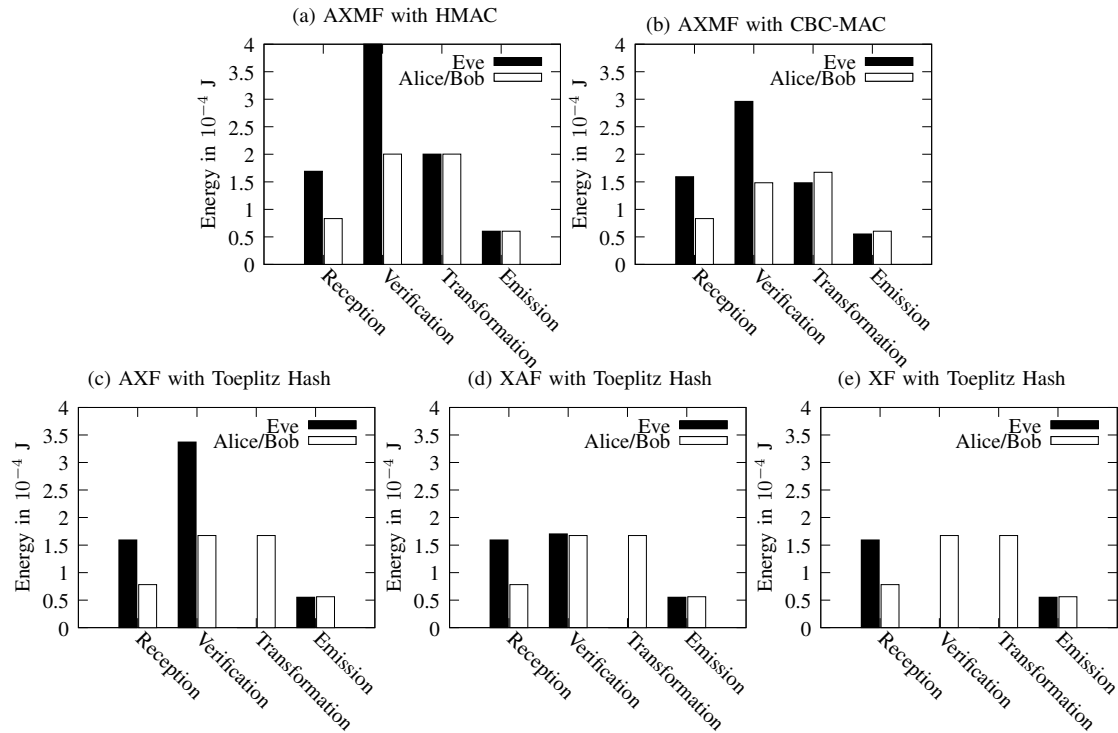 (a) AXMF with HMAC
Energy in 10⁻⁴ J
4
3.5
3
2.5
2
1.5
1
0.5
0
Eve
Alice/Bob
Reception
Verification
Transformation
Emission
(b) AXMF with CBC-MAC
Energy in 10⁻⁴ J
4
3.5
3
2.5
2
1.5
1
0.5
0
Eve
Alice/Bob
Reception
Verification
Transformation
Emission
(c) AXF with Toeplitz Hash
Energy in 10⁻⁴ J
4
3.5
3
2.5
2
1.5
1
0.5
0
Eve
Alice/Bob
Reception
Verification
Transformation
Emission
(d) XAF with Toeplitz Hash
Energy in 10⁻⁴ J
4
3.5
3
2.5
2
1.5
1
0.5
0
Eve
Alice/Bob
Reception
Verification
Transformation
Emission
(e) XF with Toeplitz Hash
Energy in 10⁻⁴ J
4
3.5
3
2.5
2
1.5
1
0.5
0
Eve
Alice/Bob
Reception
Verification
Transformation
Emission